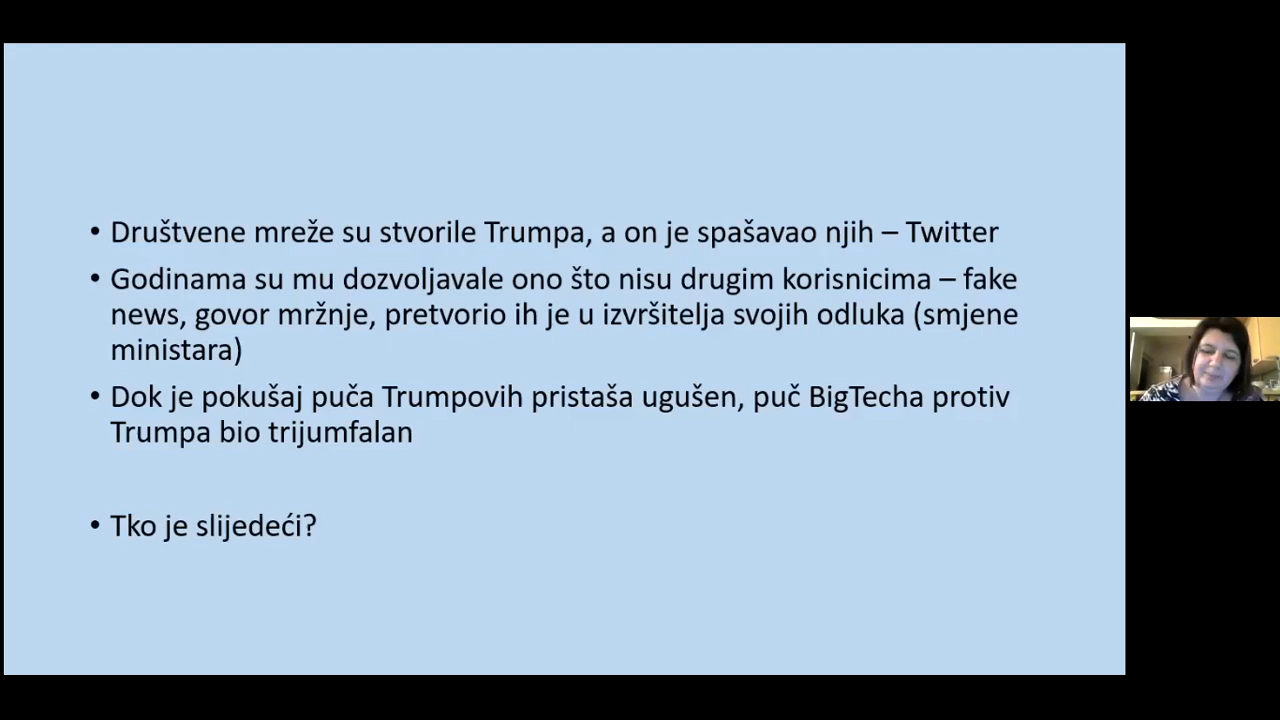 • Društvene mreže su stvorile Trumpa, a on je spašavao njih – Twitter
• Godinama su mu dozvoljavale ono što nisu drugim korisnicima – fake
news, govor mržnje, pretvorio ih je u izvršitelja svojih odluka (smjene
ministara)
• Dok je pokušaj puča Trumpovih pristaša ugušen, puč BigTecha protiv
Trumpa bio trijumfalan
• Tko je slijedeći?